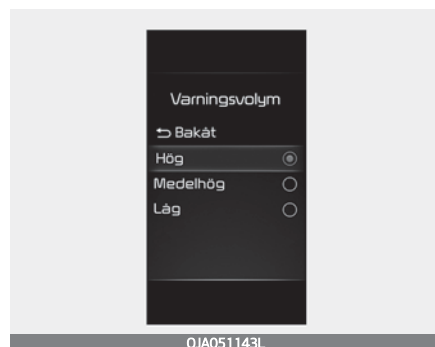 Varningsvolym
Bakåt
Hög
Medelhög
Låg
OJA051143L